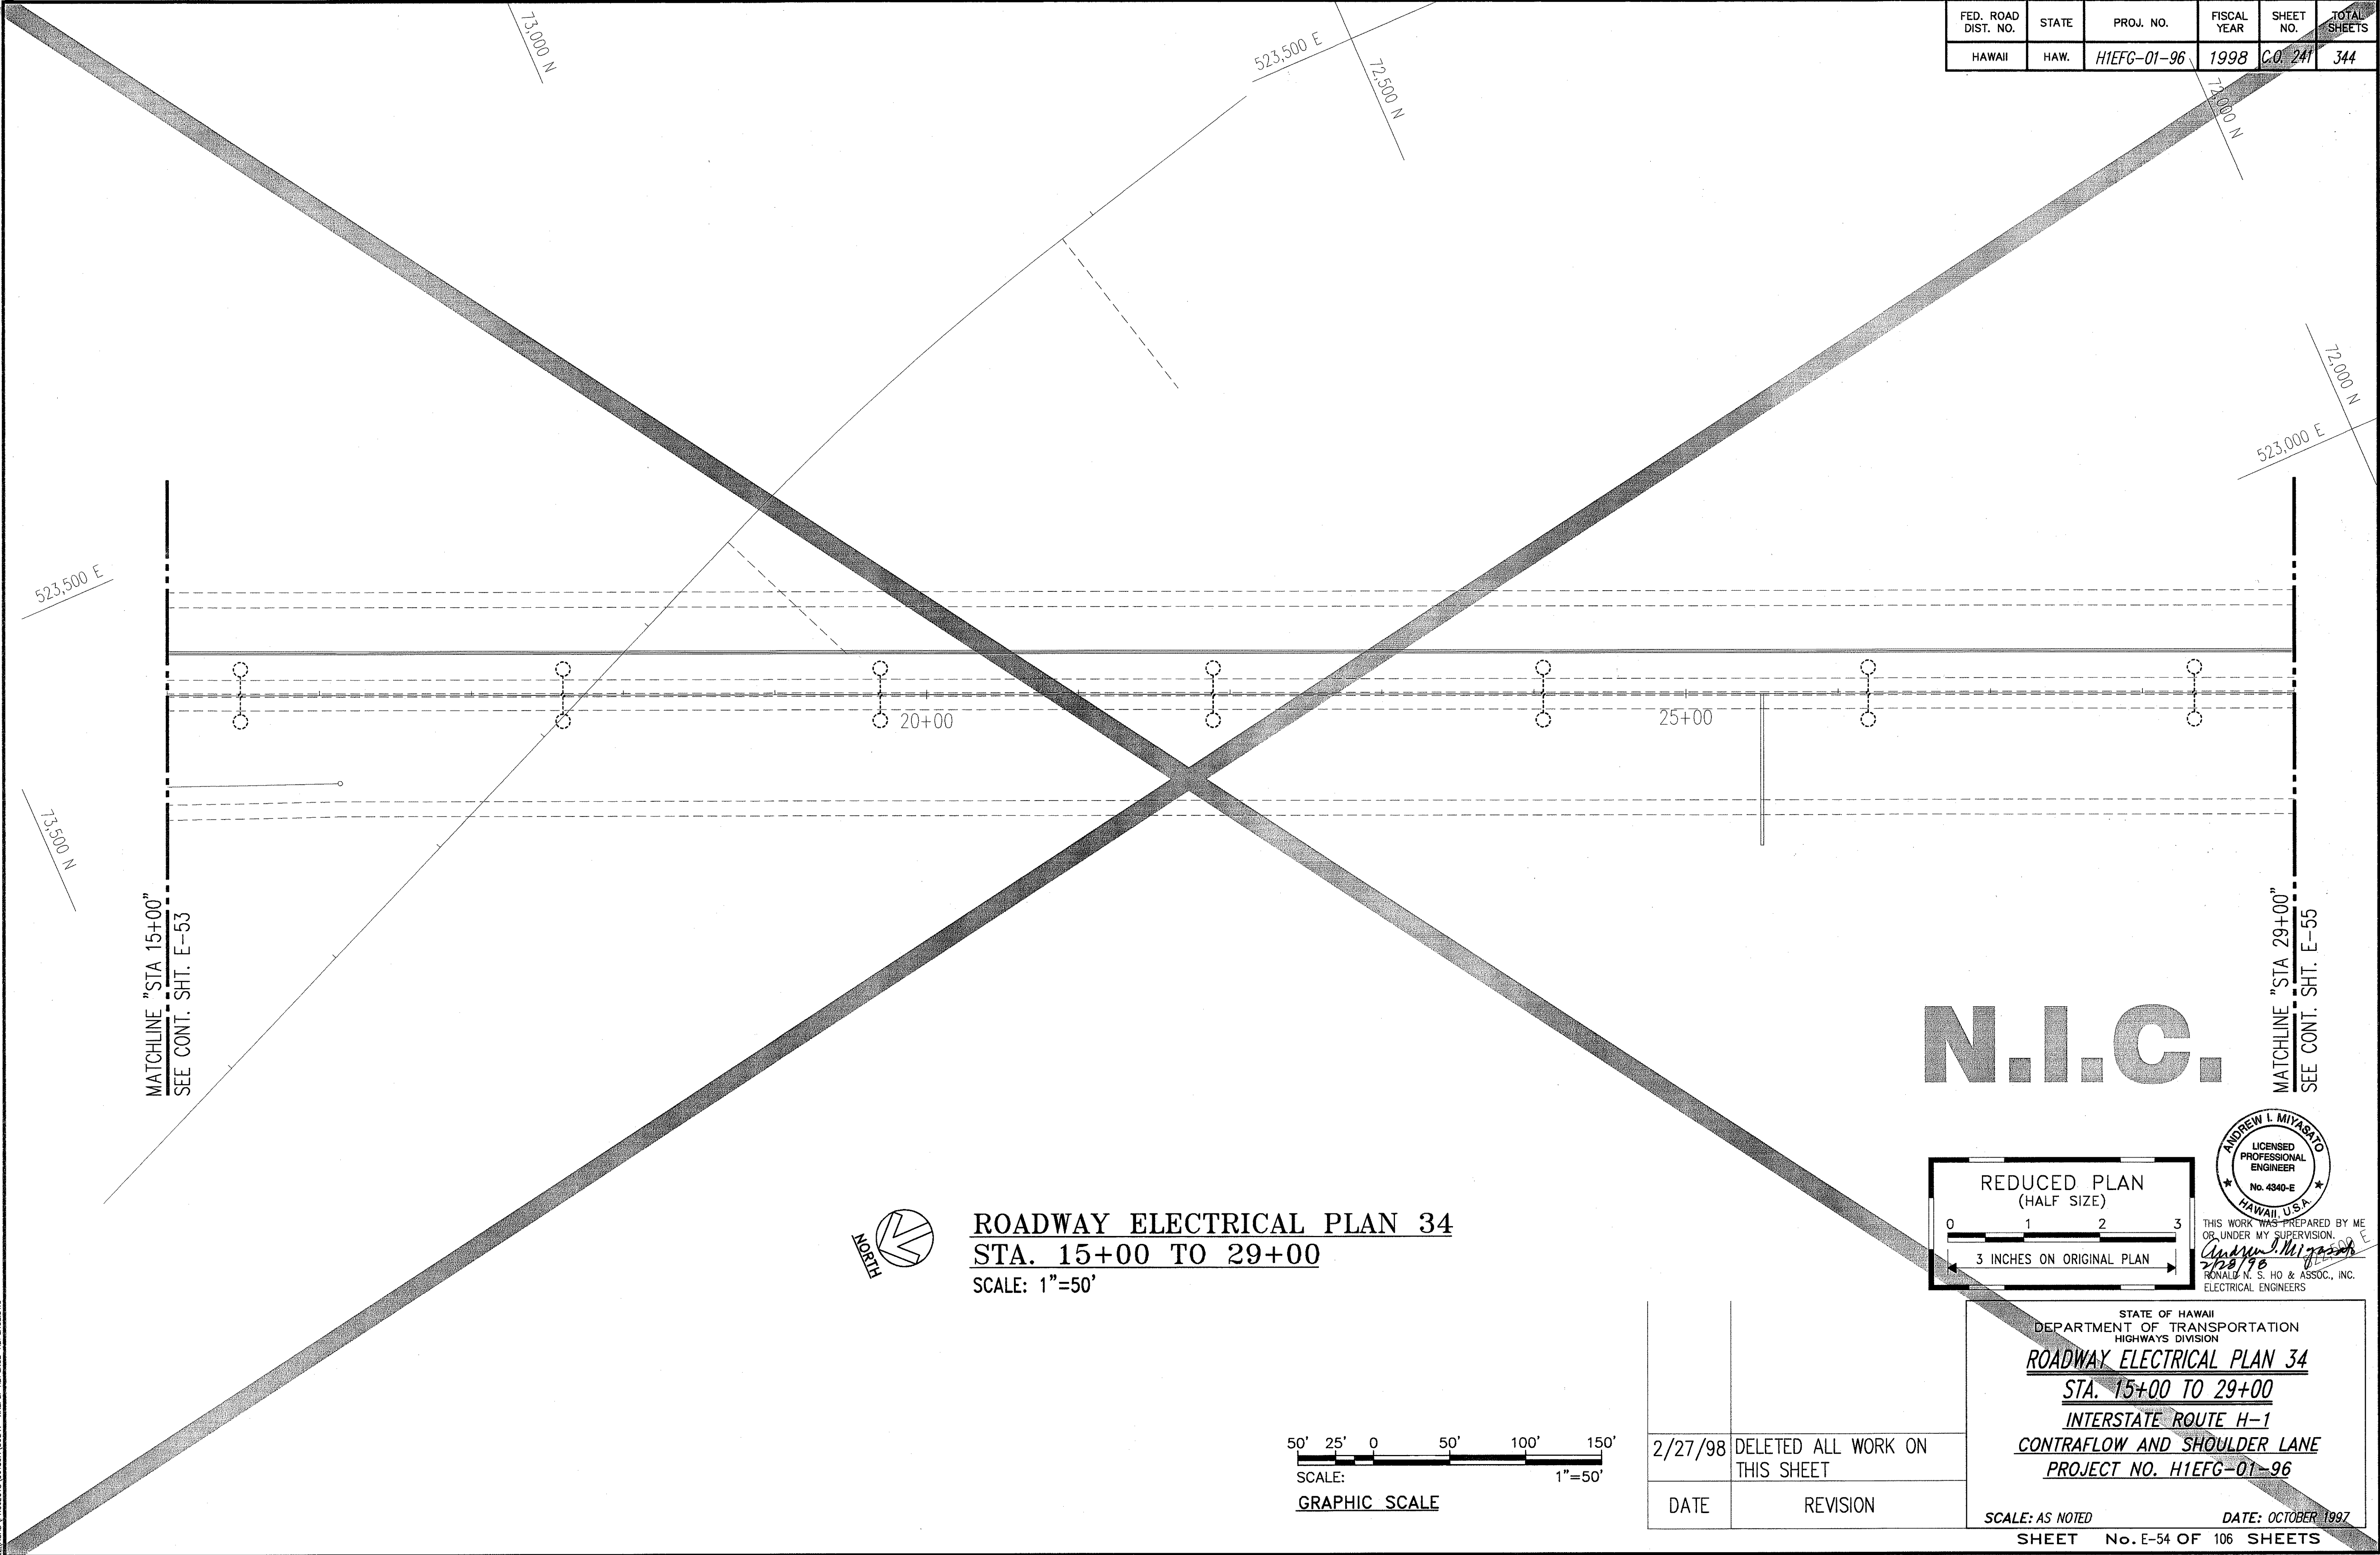 FED. ROAD DIST. NO.
STATE
PROJ. NO.
FISCAL YEAR
SHEET NO.
TOTAL SHEETS
HAWAII
HAW.
H1EFG-01-96
1998
C.O. 241
344
73,000 N
523,500 E
72,500 N
72,000 N
72,000 N
523,000 E
523,500 E
73,500 N
20+00
25+00
MATCHLINE "STA 15+00"
SEE CONT. SHT. E-53
MATCHLINE "STA 29+00"
SEE CONT. SHT. E-55
N.I.C.
NORTH
ROADWAY ELECTRICAL PLAN 34
STA. 15+00 TO 29+00
SCALE: 1"=50'
REDUCED PLAN
(HALF SIZE)
0 1 2 3
3 INCHES ON ORIGINAL PLAN
ANDREW I. MIYASATO
LICENSED
PROFESSIONAL
ENGINEER
No. 4340-E
HAWAII, U.S.A.
THIS WORK WAS PREPARED BY ME
OR UNDER MY SUPERVISION.
Andrew I. Miyasato
2/28/98
522,500 E
RONALD N. S. HO & ASSOC., INC.
ELECTRICAL ENGINEERS
50' 25' 0 50' 100' 150'
SCALE: 1"=50'
GRAPHIC SCALE
2/27/98 DELETED ALL WORK ON
THIS SHEET
DATE REVISION
STATE OF HAWAII
DEPARTMENT OF TRANSPORTATION
HIGHWAYS DIVISION
ROADWAY ELECTRICAL PLAN 34
STA. 15+00 TO 29+00
INTERSTATE ROUTE H-1
CONTRAFLOW AND SHOULDER LANE
PROJECT NO. H1EFG-01-96
SCALE: AS NOTED DATE: OCTOBER 1997
SHEET No. E-54 OF 106 SHEETS